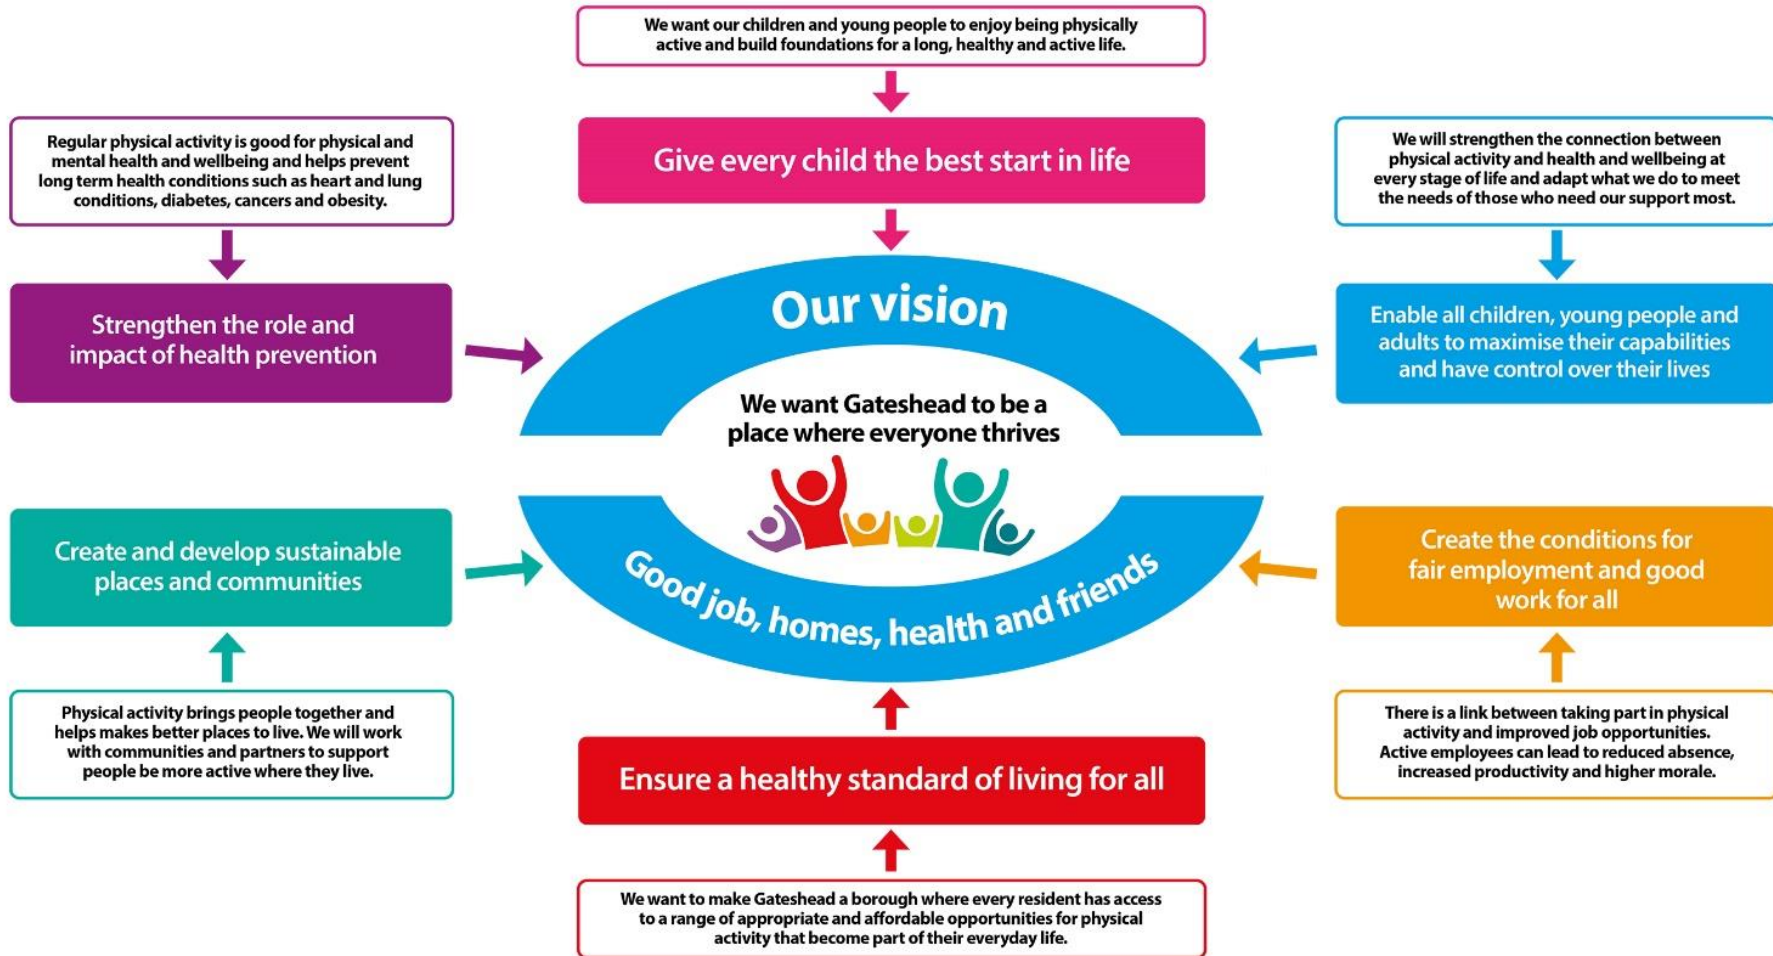 We want our children and young people to enjoy being physically
active and build foundations for a long, healthy and active life.
Give every child the best start in life
Regular physical activity is good for physical and
mental health and wellbeing and helps prevent
long term health conditions such as heart and lung
conditions, diabetes, cancers and obesity.
Strengthen the role and
impact of health prevention
We will strengthen the connection between
physical activity and health and wellbeing at
every stage of life and adapt what we do to meet
the needs of those who need our support most.
Enable all children, young people and
adults to maximise their capabilities
and have control over their lives
Our vision
We want Gateshead to be a
place where everyone thrives
Good job, homes, health and friends
Create and develop sustainable
places and communities
Physical activity brings people together and
helps makes better places to live. We will work
with communities and partners to support
people be more active where they live.
Create the conditions for
fair employment and good
work for all
There is a link between taking part in physical
activity and improved job opportunities.
Active employees can lead to reduced absence,
increased productivity and higher morale.
Ensure a healthy standard of living for all
We want to make Gateshead a borough where every resident has access
to a range of appropriate and affordable opportunities for physical
activity that become part of their everyday life.